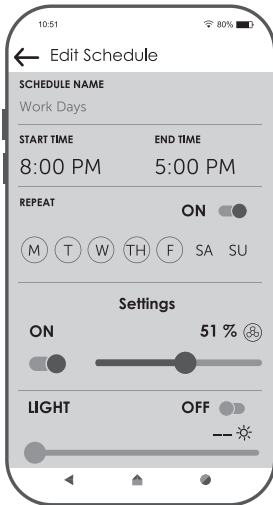 10:51 80%
Edit Schedule
SCHEDULE NAME
Work Days
START TIME END TIME
8:00 PM 5:00 PM
REPEAT
ON
M T W TH F SA SU
Settings
ON 51 %
LIGHT OFF
--